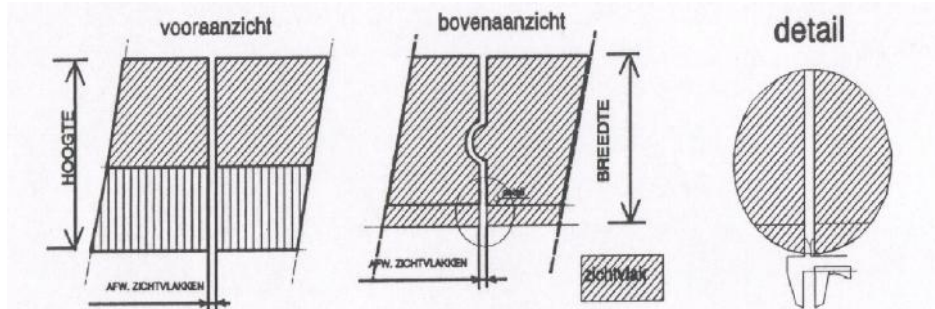 vooraanzicht
bovenaanzicht
detail
HOOGTE
BREEDTE
AFW. ZICHTVLAKKEN
AFW. ZICHTVLAKKEN
zichtvlak